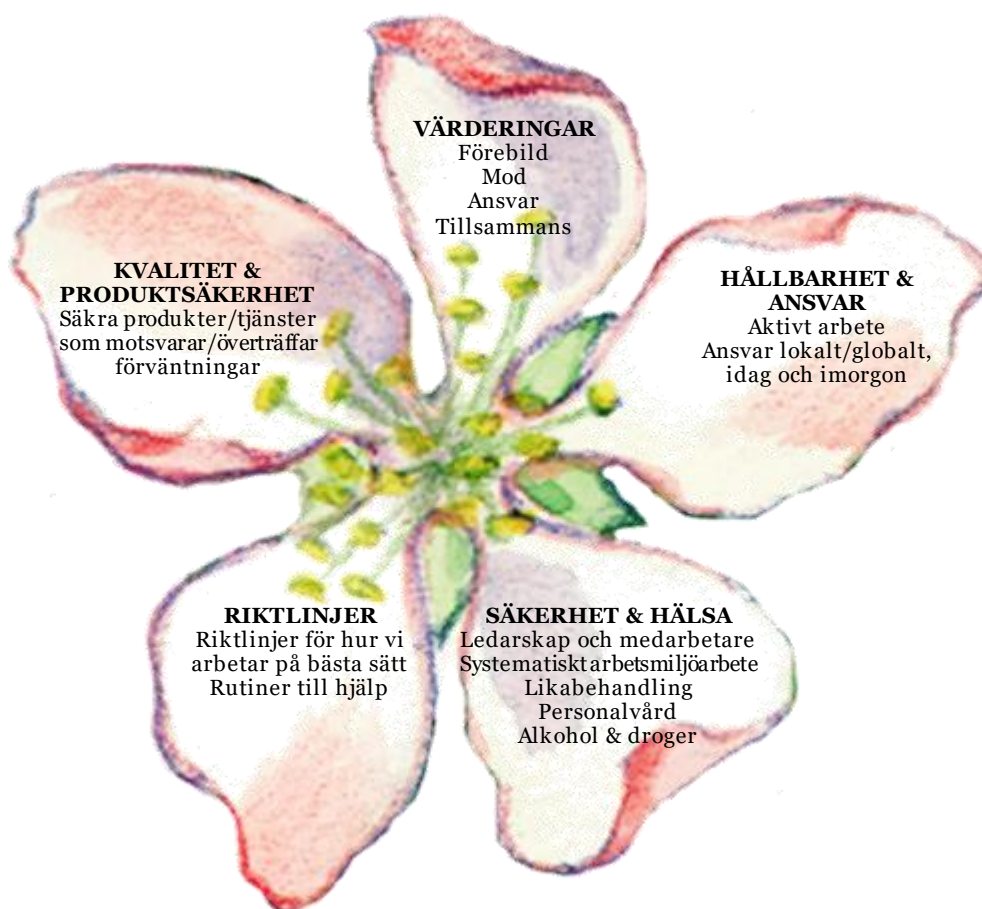 VÄRDERINGAR
Förebild
Mod
Ansvar
Tillsammans
KVALITET &
PRODUKTSÄKERHET
Säkra produkter/tjänster
som motsvarar/överträffar
förväntningar
HÅLLBARHET &
ANSVAR
Aktivt arbete
Ansvar lokalt/globalt,
idag och imorgon
RIKTLINJER
Riktlinjer för hur vi
arbetar på bästa sätt
Rutiner till hjälp
SÄKERHET & HÄLSA
Ledarskap och medarbetare
Systematiskt arbetsmiljöarbete
Likabehandling
Personalvård
Alkohol & droger